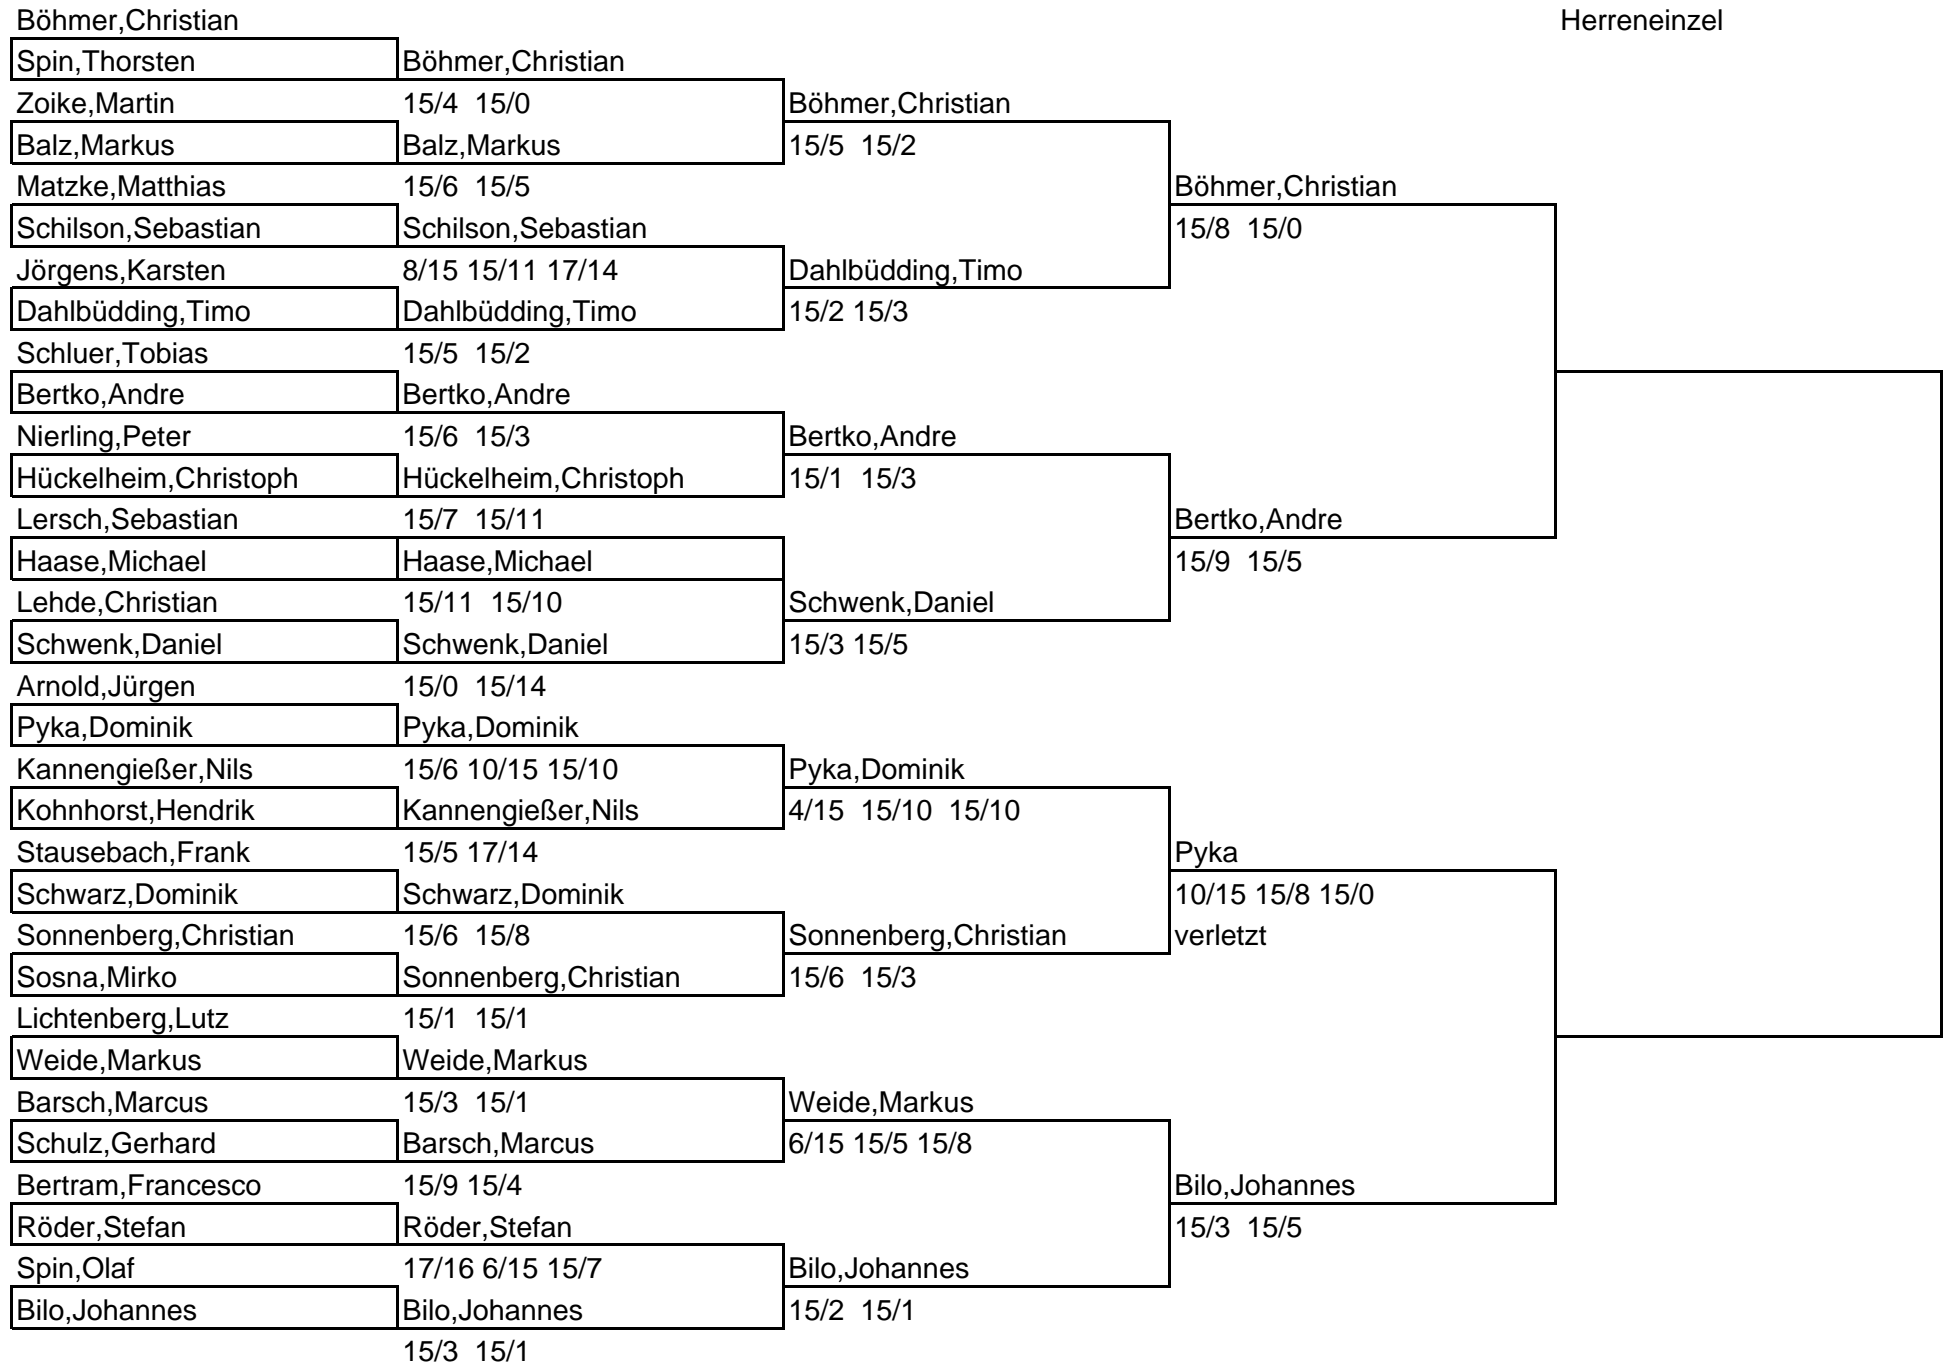 Böhmer,Christian Herreneinzel
Spin,Thorsten Böhmer,Christian
Zoike,Martin 15/4 15/0 Böhmer,Christian
Balz,Markus Balz,Markus 15/5 15/2
Matzke,Matthias 15/6 15/5 Böhmer,Christian
Schilson,Sebastian Schilson,Sebastian 15/8 15/0
Jörgens,Karsten 8/15 15/11 17/14 Dahlbüdding,Timo
Dahlbüdding,Timo Dahlbüdding,Timo 15/2 15/3
Schluer,Tobias 15/5 15/2
Bertko,Andre Bertko,Andre
Nierling,Peter 15/6 15/3 Bertko,Andre
Hückelheim,Christoph Hückelheim,Christoph 15/1 15/3
Lersch,Sebastian 15/7 15/11 Bertko,Andre
Haase,Michael Haase,Michael 15/9 15/5
Lehde,Christian 15/11 15/10 Schwenk,Daniel
Schwenk,Daniel Schwenk,Daniel 15/3 15/5
Arnold,Jürgen 15/0 15/14
Pyka,Dominik Pyka,Dominik
Kannengießer,Nils 15/6 10/15 15/10 Pyka,Dominik
Kohnhorst,Hendrik Kannengießer,Nils 4/15 15/10 15/10
Stausebach,Frank 15/5 17/14 Pyka
Schwarz,Dominik Schwarz,Dominik 10/15 15/8 15/0
Sonnenberg,Christian 15/6 15/8 Sonnenberg,Christian verletzt
Sosna,Mirko Sonnenberg,Christian 15/6 15/3
Lichtenberg,Lutz 15/1 15/1
Weide,Markus Weide,Markus
Barsch,Marcus 15/3 15/1 Weide,Markus
Schulz,Gerhard Barsch,Marcus 6/15 15/5 15/8
Bertram,Francesco 15/9 15/4 Bilo,Johannes
Röder,Stefan Röder,Stefan 15/3 15/5
Spin,Olaf 17/16 6/15 15/7 Bilo,Johannes
Bilo,Johannes Bilo,Johannes 15/2 15/1
15/3 15/1